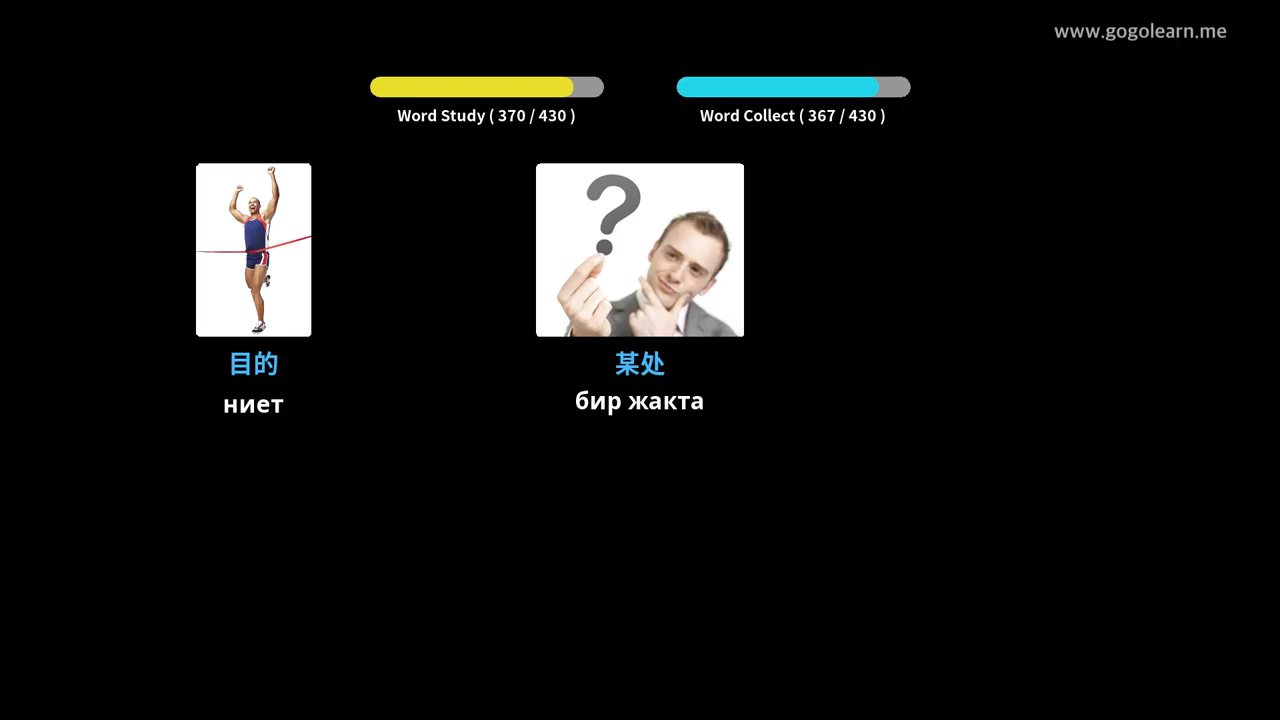 www.gogolearn.me
Word Study ( 370 / 430 )
Word Collect ( 367 / 430 )
目的
ниет
某处
бир жакта